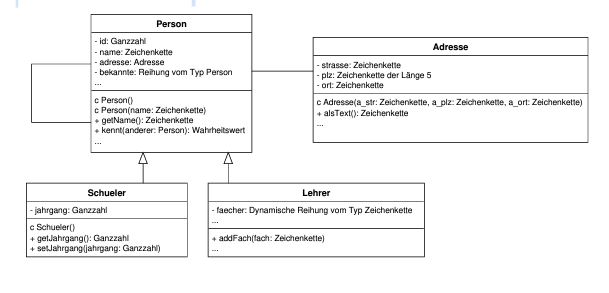 Person
- id: Ganzzahl
- name: Zeichenkette
- adresse: Adresse
- bekannte: Reihung vom Typ Person
...
c Person()
c Person(name: Zeichenkette)
+ getName(): Zeichenkette
+ kennt(anderer: Person): Wahrheitswert
...
Adresse
- strasse: Zeichenkette
- plz: Zeichenkette der Länge 5
- ort: Zeichenkette
c Adresse(a_str: Zeichenkette, a_plz: Zeichenkette, a_ort: Zeichenkette)
+ alsText(): Zeichenkette
...
Schueler
- jahrgang: Ganzzahl
c Schueler()
+ getJahrgang(): Ganzzahl
+ setJahrgang(jahrgang: Ganzzahl)
Lehrer
- faecher: Dynamische Reihung vom Typ Zeichenkette
...
+ addFach(fach: Zeichenkette)
...